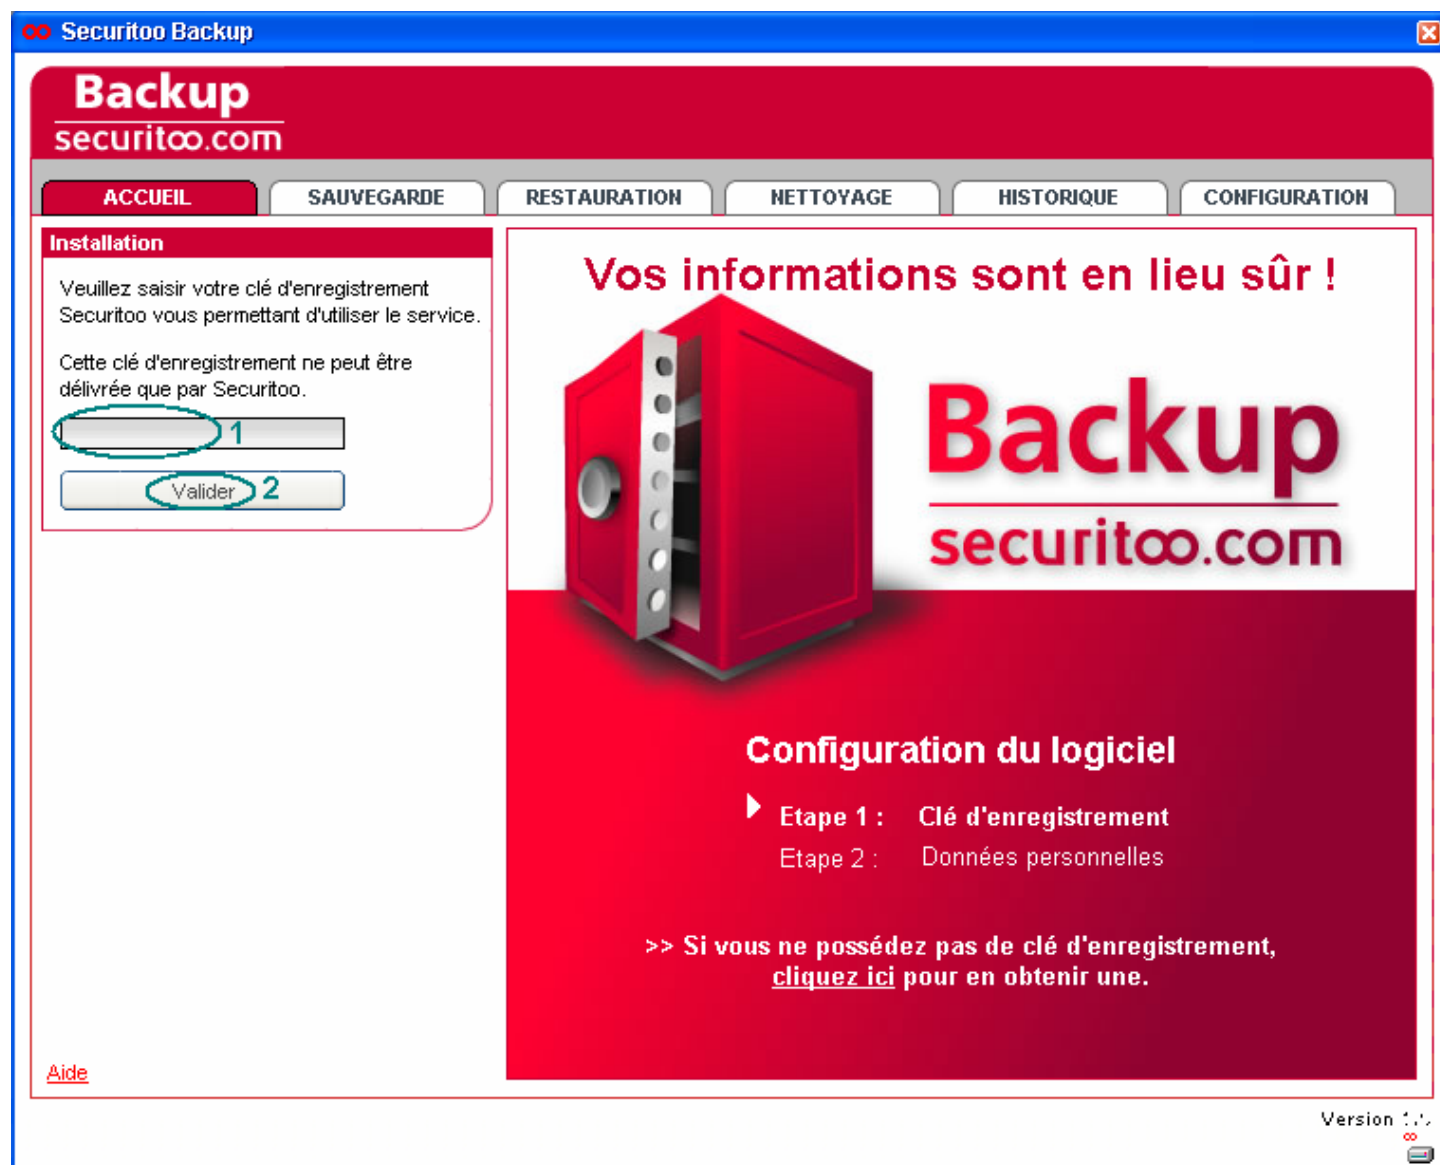 Securitoo Backup
Backup
securitoo.com
ACCUEIL SAUVEGARDE RESTAURATION NETTOYAGE HISTORIQUE CONFIGURATION
Installation
Veuillez saisir votre clé d'enregistrement
Securitoo vous permettant d'utiliser le service.
Cette clé d'enregistrement ne peut être
délivrée que par Securitoo.
1
Valider 2
Aide
Vos informations sont en lieu sûr !
Backup
securitoo.com
Configuration du logiciel
Etape 1 : Clé d'enregistrement
Etape 2 : Données personnelles
>> Si vous ne possédez pas de clé d'enregistrement,
cliquez ici pour en obtenir une.
Version